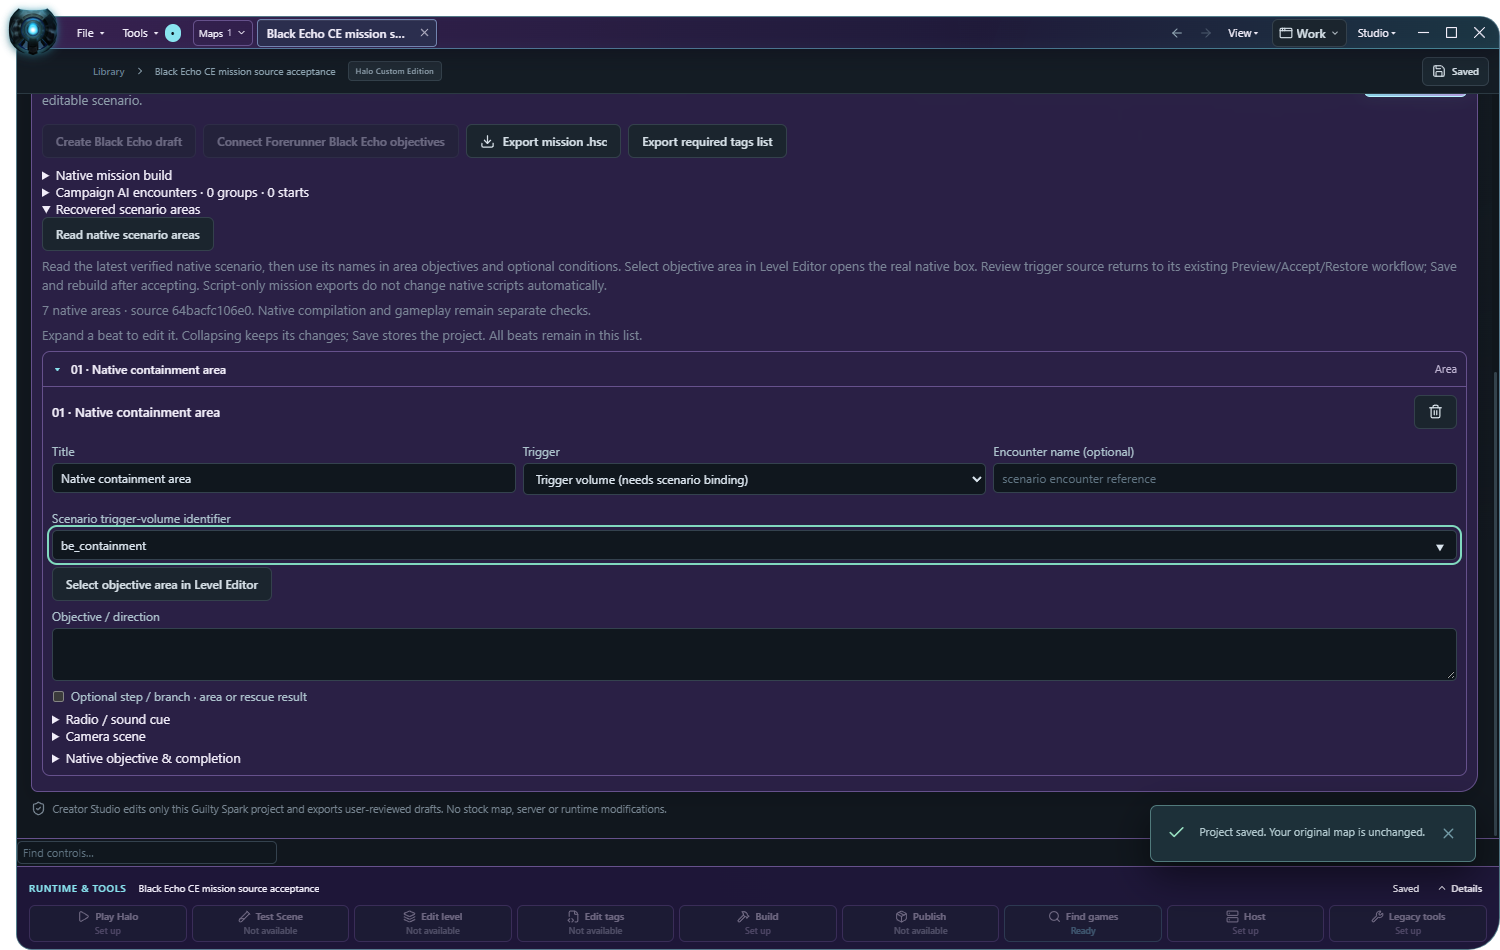 File
Tools
Maps 1
Black Echo CE mission s...
View
Work
Studio
Library
Black Echo CE mission source acceptance
Halo Custom Edition
Saved
editable scenario.
Create Black Echo draft
Connect Forerunner Black Echo objectives
Export mission .hsc
Export required tags list
Native mission build
Campaign AI encounters · 0 groups · 0 starts
Recovered scenario areas
Read native scenario areas
Read the latest verified native scenario, then use its names in area objectives and optional conditions. Select objective area in Level Editor opens the real native box. Review trigger source returns to its existing Preview/Accept/Restore workflow; Save
and rebuild after accepting. Script-only mission exports do not change native scripts automatically.
7 native areas · source 64bacfc106e0. Native compilation and gameplay remain separate checks.
Expand a beat to edit it. Collapsing keeps its changes; Save stores the project. All beats remain in this list.
01 · Native containment area
Area
01 · Native containment area
Title
Trigger
Encounter name (optional)
Native containment area
Trigger volume (needs scenario binding)
scenario encounter reference
Scenario trigger-volume identifier
be_containment
Select objective area in Level Editor
Objective / direction
Optional step / branch · area or rescue result
Radio / sound cue
Camera scene
Native objective & completion
Creator Studio edits only this Guilty Spark project and exports user-reviewed drafts. No stock map, server or runtime modifications.
Project saved. Your original map is unchanged.
Find controls...
RUNTIME & TOOLS
Black Echo CE mission source acceptance
Saved
Details
Play Halo
Set up
Test Scene
Not available
Edit level
Not available
Edit tags
Not available
Build
Set up
Publish
Not available
Find games
Ready
Host
Set up
Legacy tools
Set up